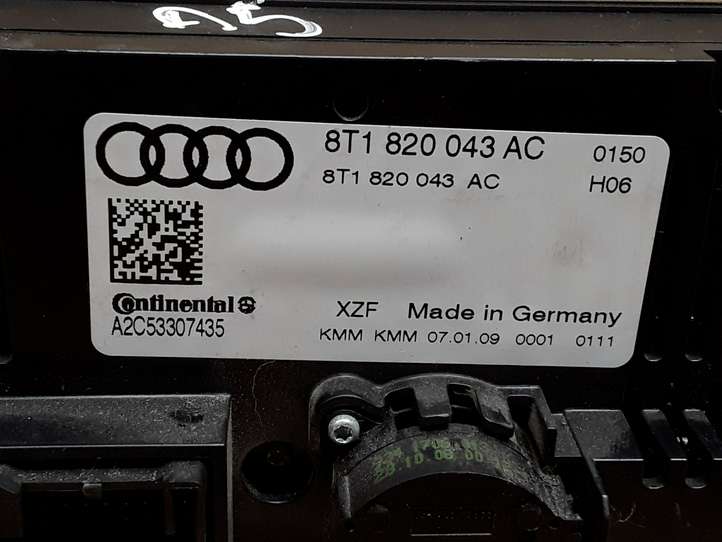 25
8T1 820 043 AC 0150
8T1 820 043 AC H06
Continental
A2C53307435
XZF Made in Germany
KMM KMM 07.01.09 0001 0111